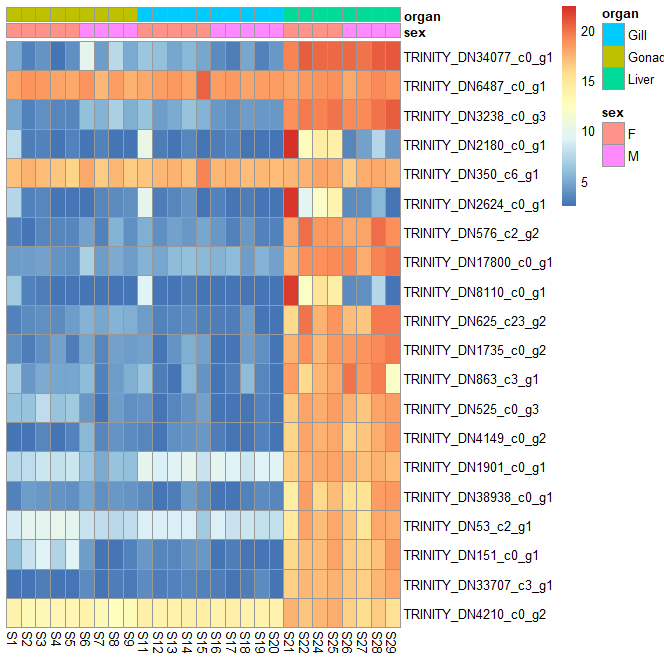 organ
sex
TRINITY_DN34077_c0_g1
TRINITY_DN6487_c0_g1
TRINITY_DN3238_c0_g3
TRINITY_DN2180_c0_g1
TRINITY_DN350_c6_g1
TRINITY_DN2624_c0_g1
TRINITY_DN576_c2_g2
TRINITY_DN17800_c0_g1
TRINITY_DN8110_c0_g1
TRINITY_DN625_c23_g2
TRINITY_DN1735_c0_g2
TRINITY_DN863_c3_g1
TRINITY_DN525_c0_g3
TRINITY_DN4149_c0_g2
TRINITY_DN1901_c0_g1
TRINITY_DN38938_c0_g1
TRINITY_DN53_c2_g1
TRINITY_DN151_c0_g1
TRINITY_DN33707_c3_g1
TRINITY_DN4210_c0_g2
S1 S2 S3 S4 S5 S6 S7 S8 S9 S11 S12 S13 S14 S15 S16 S17 S18 S19 S20 S21 S22 S24 S25 S26 S27 S28 S29
20
15
10
5
organ
Gill
Gonad
Liver
sex
F
M